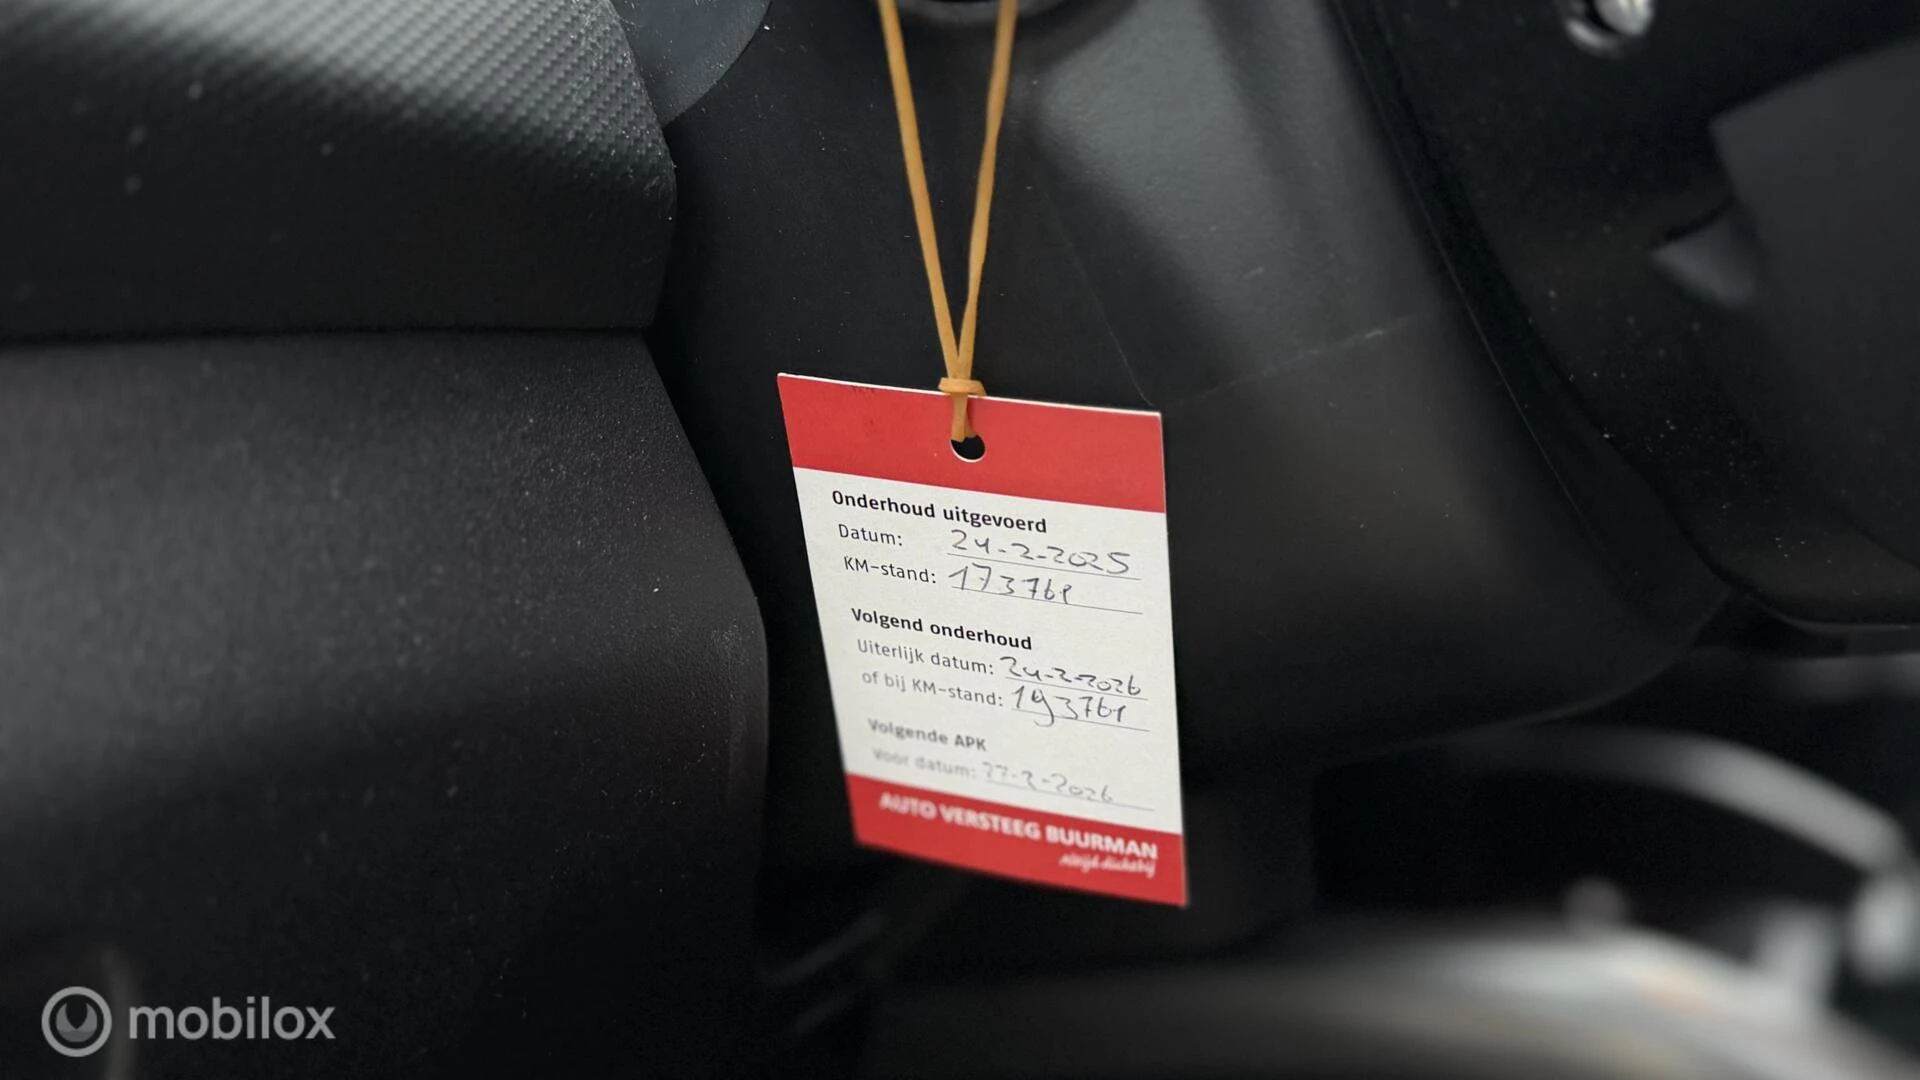 Onderhoud uitgevoerd
Datum: 24-2-2025
KM-stand: 173761
Volgend onderhoud
Uiterlijk datum: 24-2-2026
of bij KM-stand: 193761
Volgende APK
Voor datum: 27-2-2026
AUTO VERSTEEG BUURMAN
altijd dichtbij
mobilox